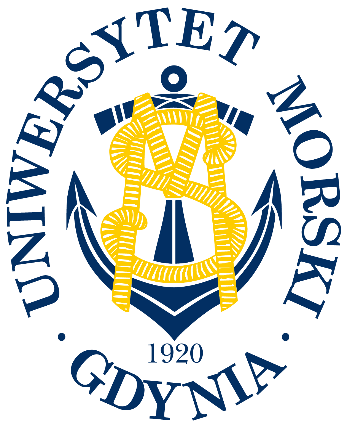 UNIWERSYTET MORSKI
1920
· GDYNIA ·